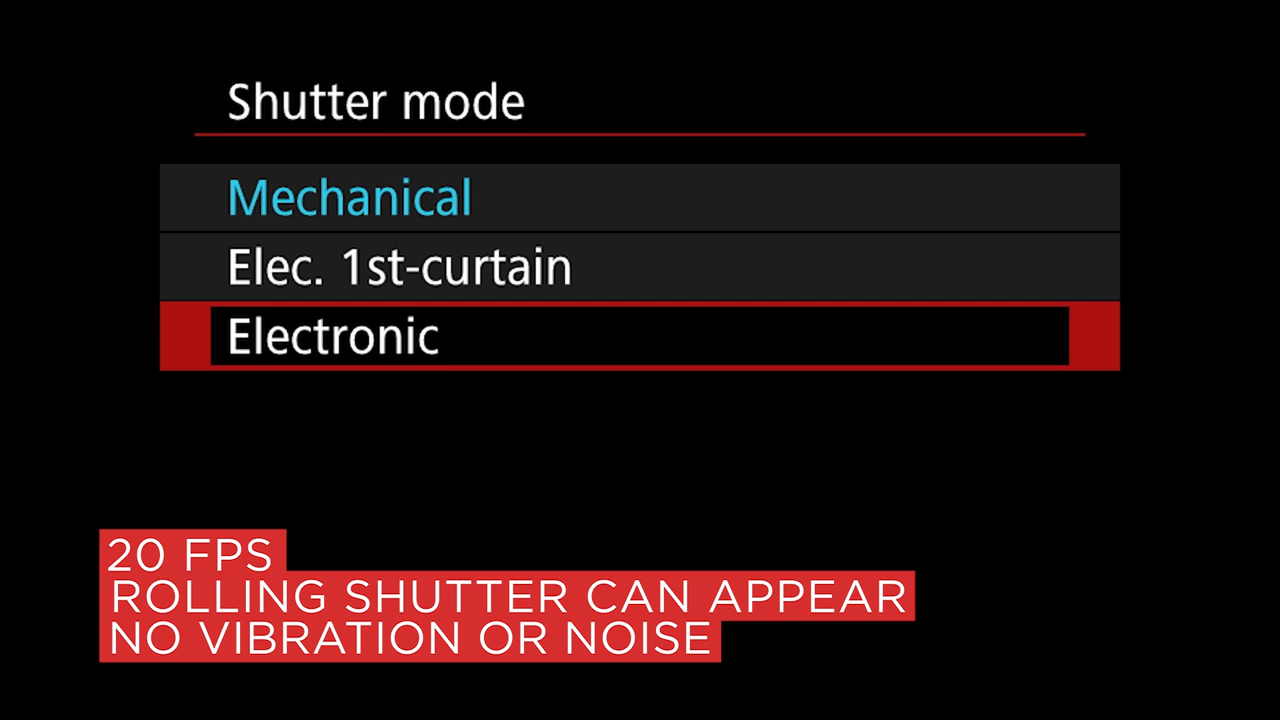 Shutter mode
Mechanical
Elec. 1st-curtain
Electronic
20 FPS
ROLLING SHUTTER CAN APPEAR
NO VIBRATION OR NOISE